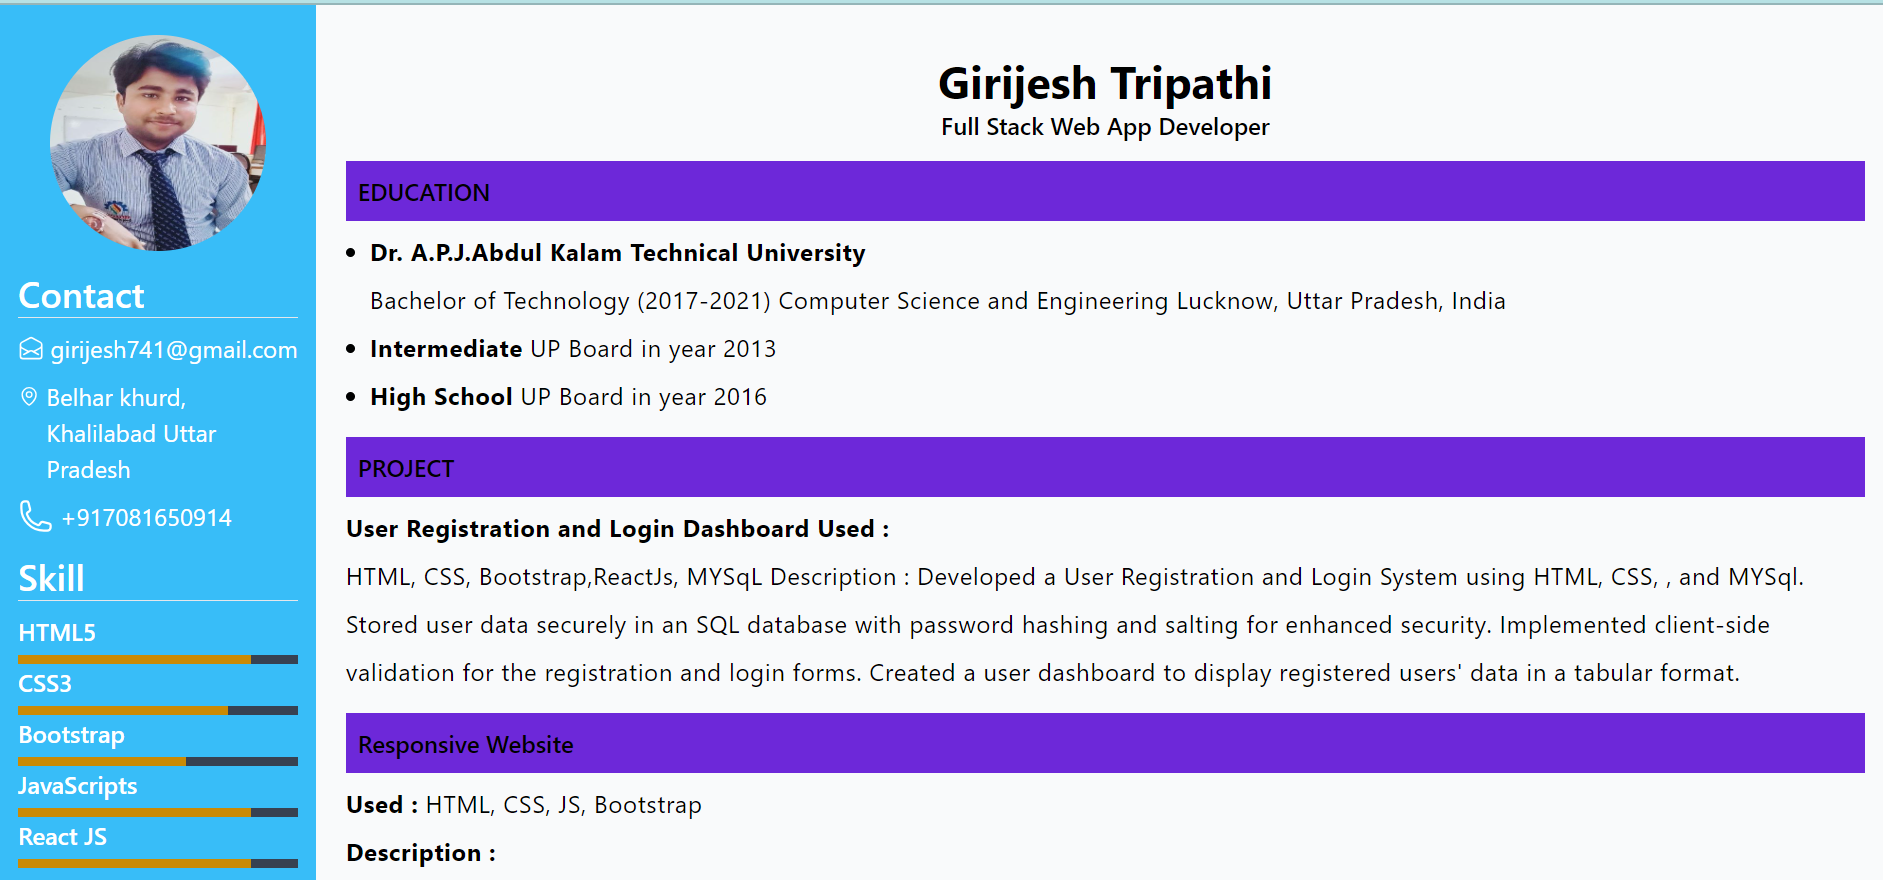 Contact
girijesh741@gmail.com
Belhar khurd,
Khalilabad Uttar
Pradesh
+917081650914
Skill
HTML5
CSS3
Bootstrap
JavaScripts
React JS
Girijesh Tripathi
Full Stack Web App Developer
EDUCATION
Dr. A.P.J.Abdul Kalam Technical University
Bachelor of Technology (2017-2021) Computer Science and Engineering Lucknow, Uttar Pradesh, India
Intermediate UP Board in year 2013
High School UP Board in year 2016
PROJECT
User Registration and Login Dashboard Used :
HTML, CSS, Bootstrap,ReactJs, MYSqL Description : Developed a User Registration and Login System using HTML, CSS, , and MYSql.
Stored user data securely in an SQL database with password hashing and salting for enhanced security. Implemented client-side
validation for the registration and login forms. Created a user dashboard to display registered users' data in a tabular format.
Responsive Website
Used : HTML, CSS, JS, Bootstrap
Description :